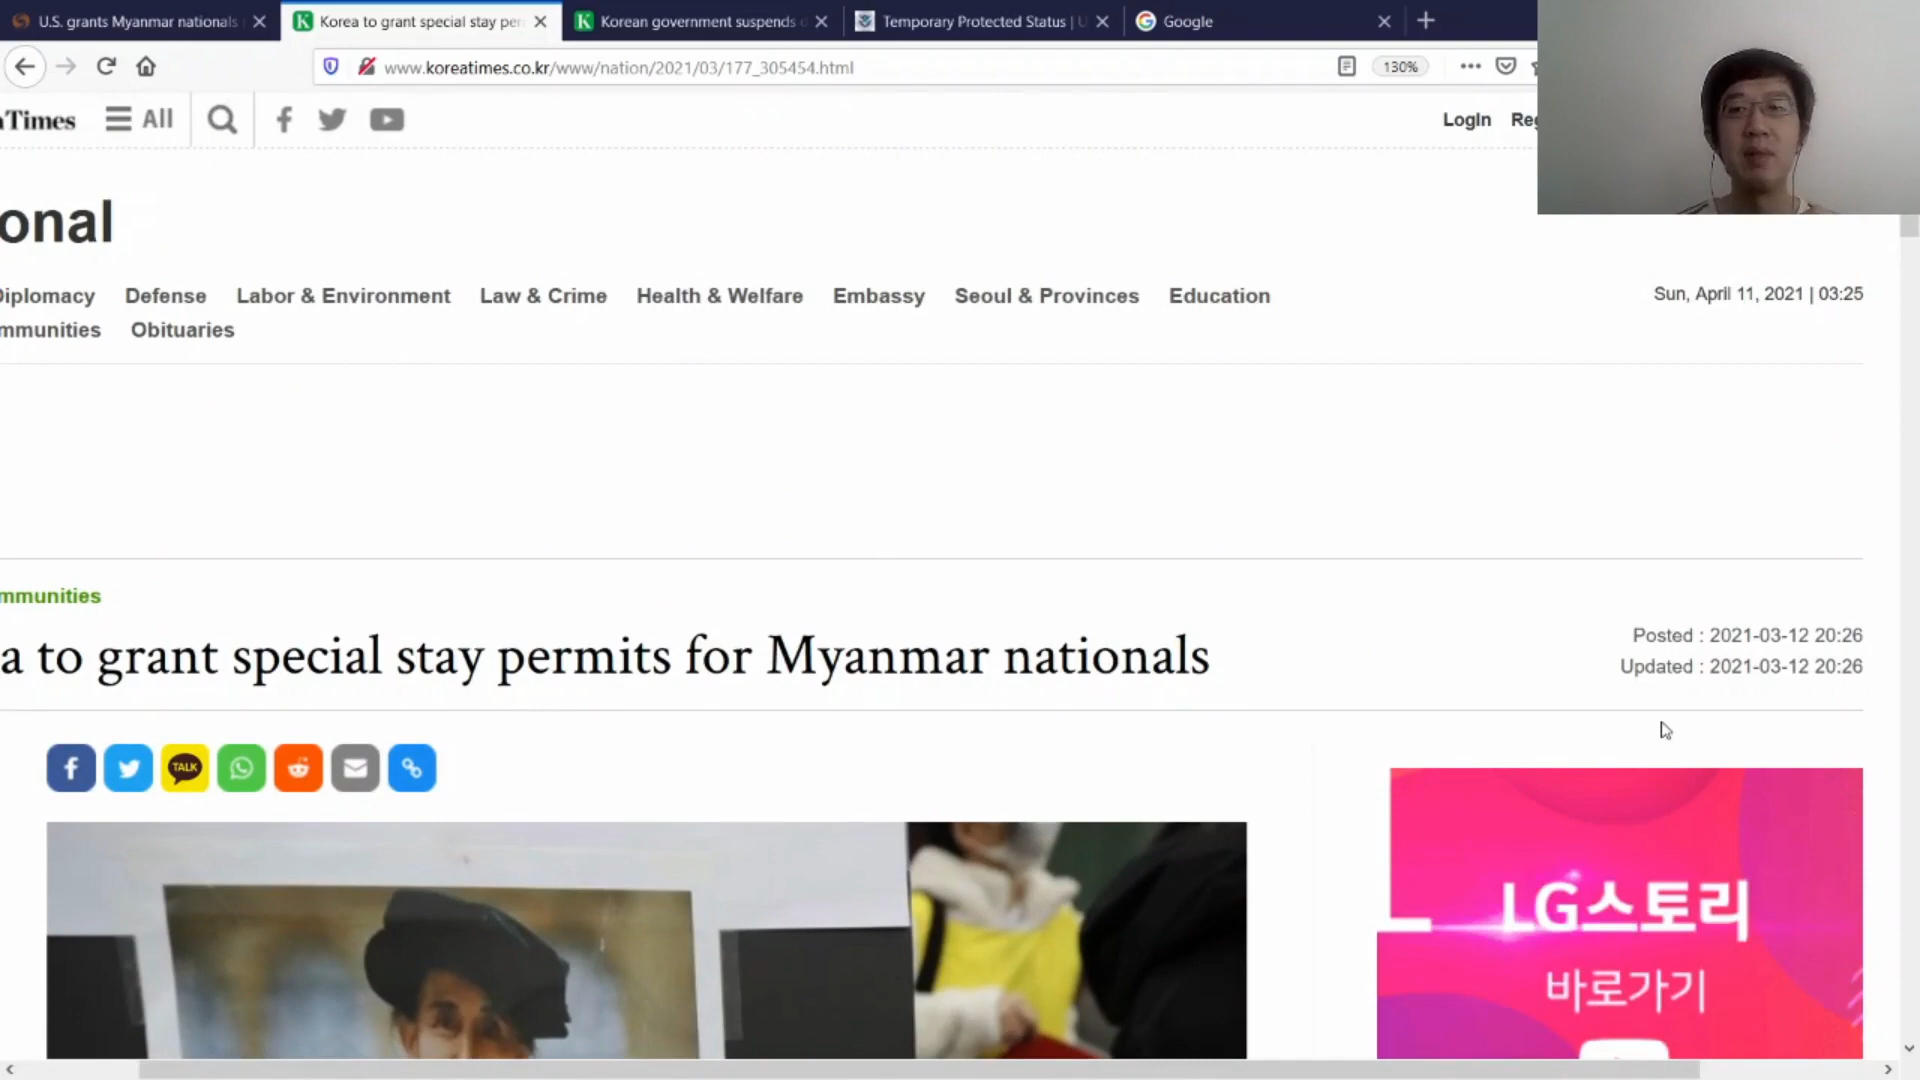 U.S. grants Myanmar nationals
Korea to grant special stay per
Korean government suspends
Temporary Protected Status | U
Google
www.koreatimes.co.kr/www/nation/2021/03/177_305454.html
130%
Times
All
Login
Reg
onal
Diplomacy
Defense
Labor & Environment
Law & Crime
Health & Welfare
Embassy
Seoul & Provinces
Education
Sun, April 11, 2021 | 03:25
mmunities
Obituaries
mmunities
a to grant special stay permits for Myanmar nationals
Posted : 2021-03-12 20:26
Updated : 2021-03-12 20:26
TALK
LG스토리
바로가기